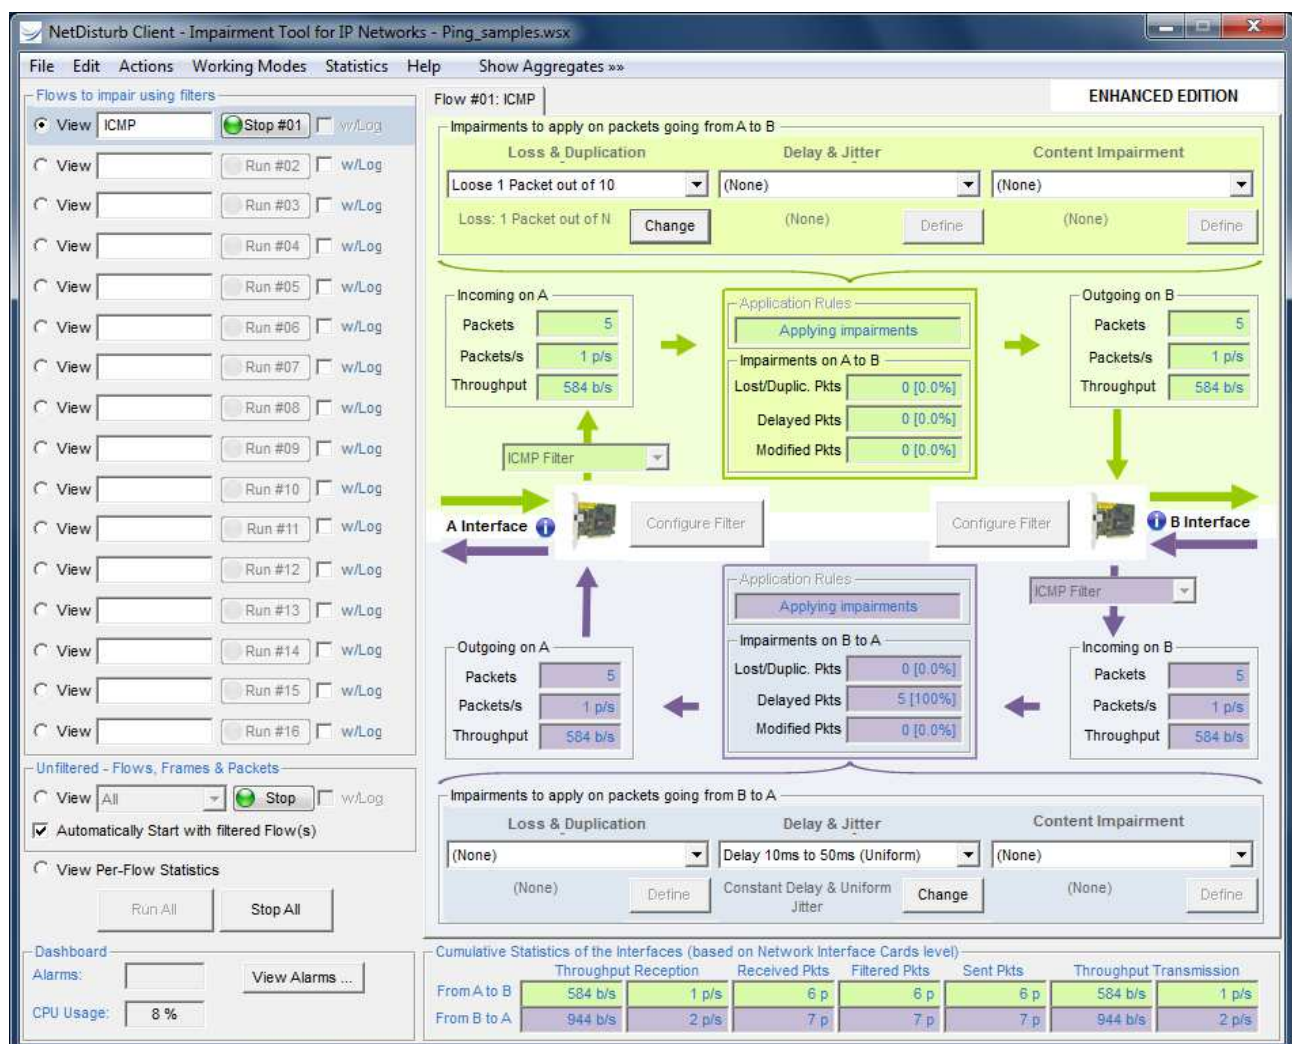 NetDisturb Client - Impairment Tool for IP Networks - Ping_samples.wsx
File Edit Actions Working Modes Statistics Help Show Aggregates »»
Flows to impair using filters
View ICMP Stop #01 w/Log
View Run #02 w/Log
View Run #03 w/Log
View Run #04 w/Log
View Run #05 w/Log
View Run #06 w/Log
View Run #07 w/Log
View Run #08 w/Log
View Run #09 w/Log
View Run #10 w/Log
View Run #11 w/Log
View Run #12 w/Log
View Run #13 w/Log
View Run #14 w/Log
View Run #15 w/Log
View Run #16 w/Log
Unfiltered - Flows, Frames & Packets
View All Stop w/Log
Automatically Start with filtered Flow(s)
View Per-Flow Statistics
Run All Stop All
Dashboard
Alarms: View Alarms ...
CPU Usage: 8 %
Flow #01: ICMP
ENHANCED EDITION
Impairments to apply on packets going from A to B
Loss & Duplication Delay & Jitter Content Impairment
Loose 1 Packet out of 10 (None) (None)
Loss: 1 Packet out of N Change (None) Define (None) Define
Incoming on A
Packets 5
Packets/s 1 p/s
Throughput 584 b/s
Application Rules
Applying impairments
Impairments on A to B
Lost/Duplic. Pkts 0 [0.0%]
Delayed Pkts 0 [0.0%]
Modified Pkts 0 [0.0%]
Outgoing on B
Packets 5
Packets/s 1 p/s
Throughput 584 b/s
ICMP Filter
A Interface Configure Filter Configure Filter B Interface
ICMP Filter
Outgoing on A
Packets 5
Packets/s 1 p/s
Throughput 584 b/s
Application Rules
Applying impairments
Impairments on B to A
Lost/Duplic. Pkts 0 [0.0%]
Delayed Pkts 5 [100%]
Modified Pkts 0 [0.0%]
Incoming on B
Packets 5
Packets/s 1 p/s
Throughput 584 b/s
Impairments to apply on packets going from B to A
Loss & Duplication Delay & Jitter Content Impairment
(None) Delay 10ms to 50ms (Uniform) (None)
(None) Define Constant Delay & Uniform Change (None) Define
Jitter
Cumulative Statistics of the Interfaces (based on Network Interface Cards level)
Throughput Reception Received Pkts Filtered Pkts Sent Pkts Throughput Transmission
From A to B 584 b/s 1 p/s 6 p 6 p 6 p 584 b/s 1 p/s
From B to A 944 b/s 2 p/s 7 p 7 p 7 p 944 b/s 2 p/s